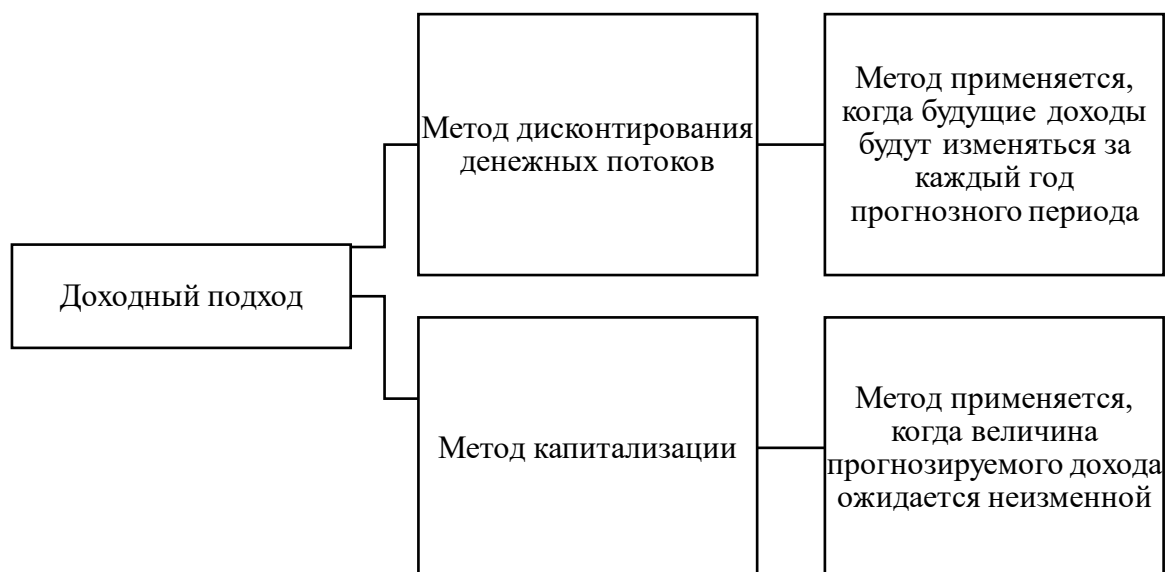 Доходный подход
Метод дисконтирования
денежных потоков
Метод применяется,
когда будущие доходы
будут изменяться за
каждый год
прогнозного периода
Метод капитализации
Метод применяется,
когда величина
прогнозируемого дохода
ожидается неизменной